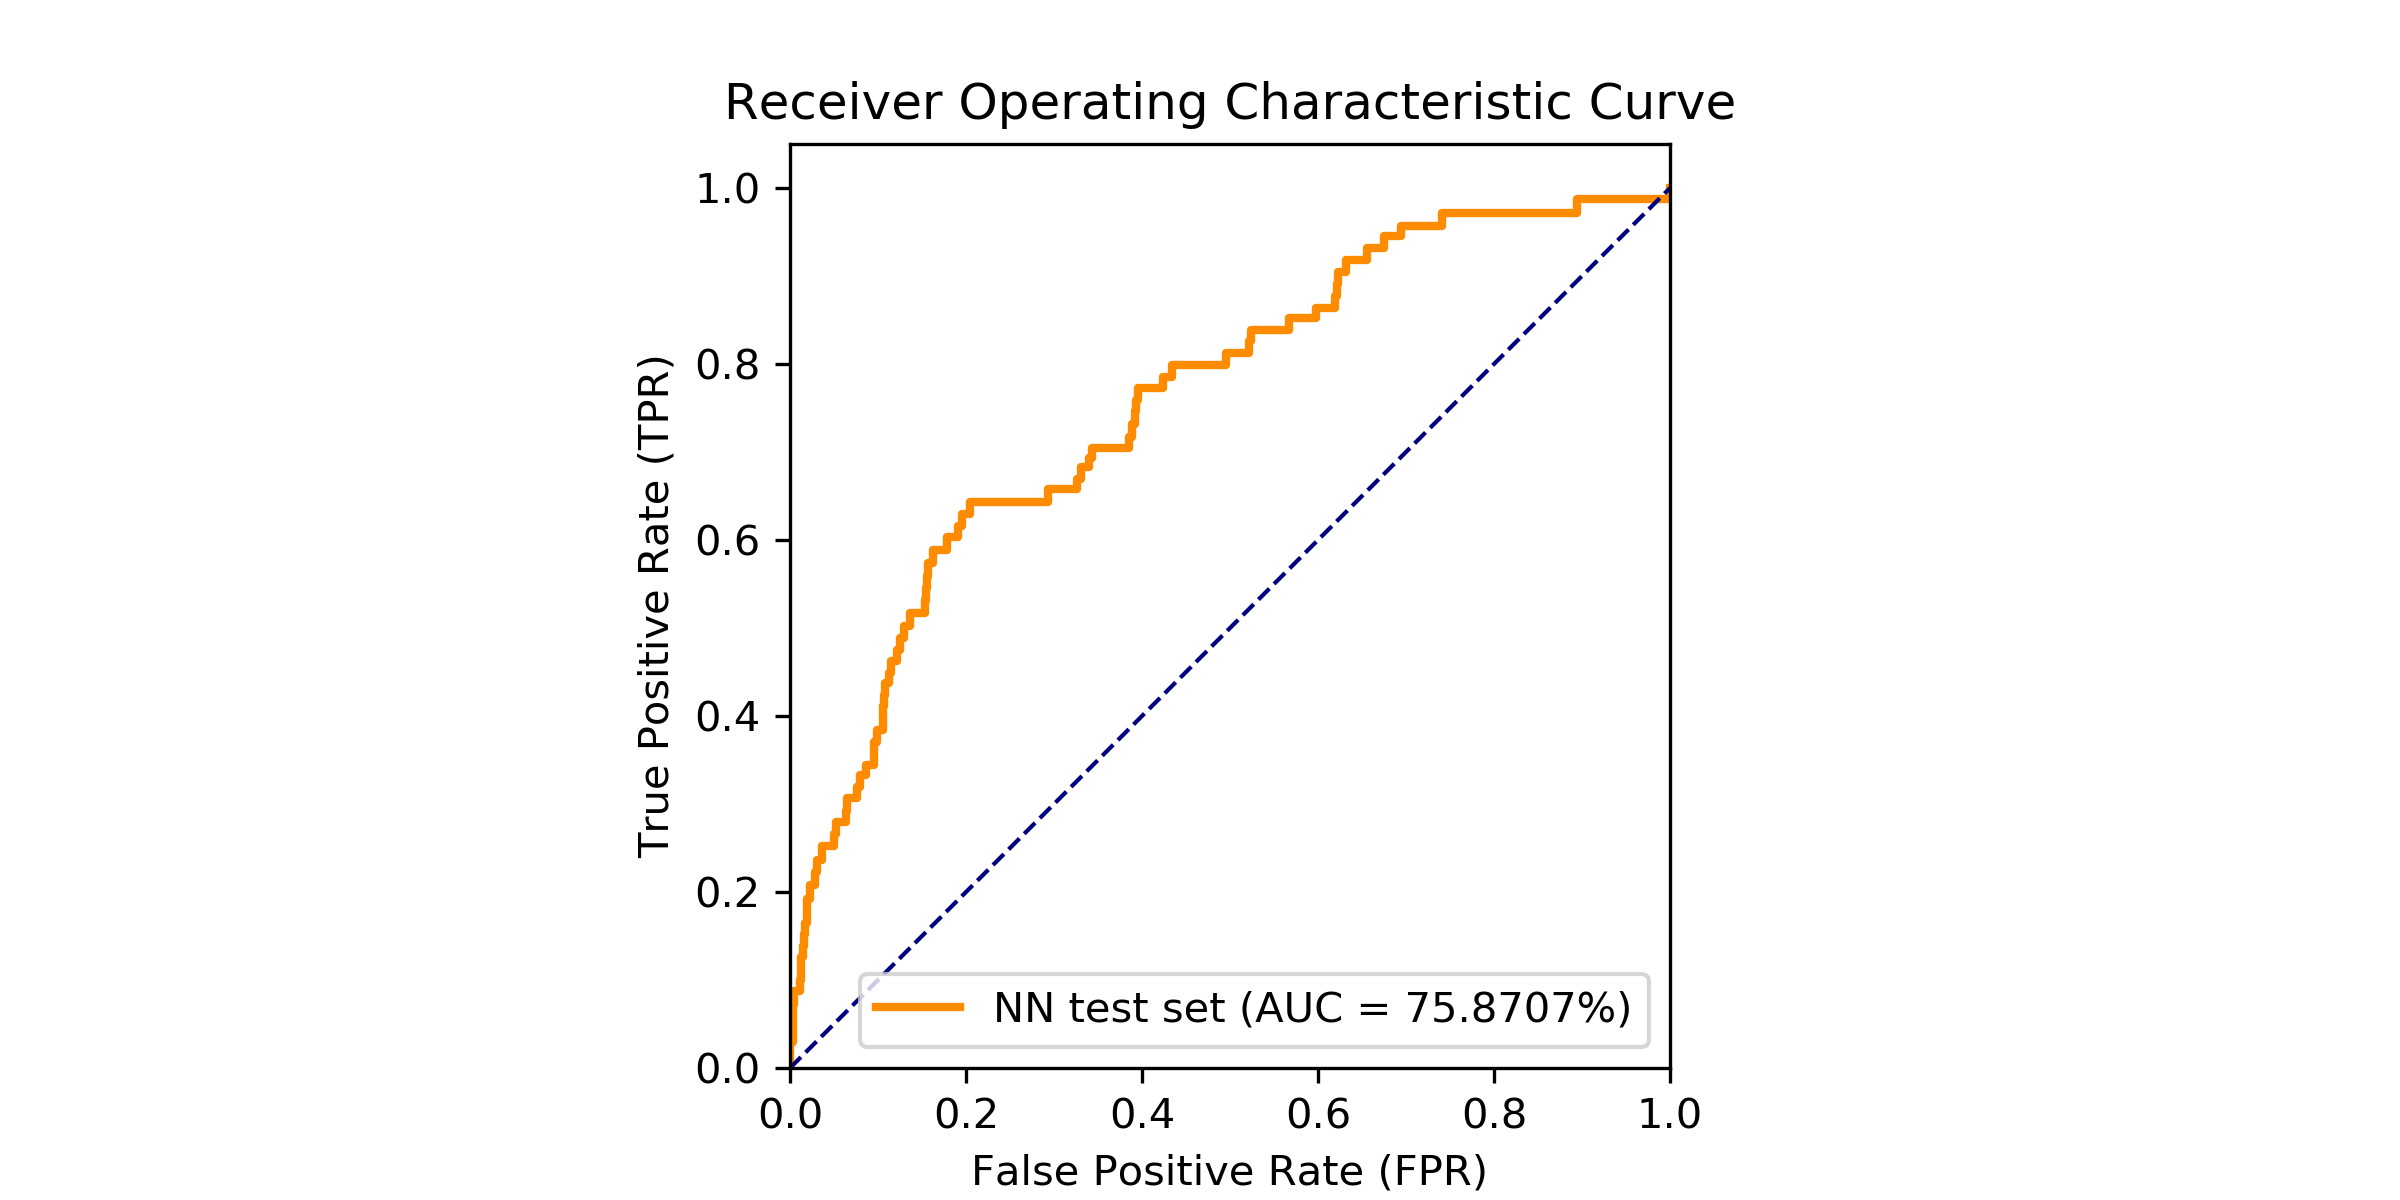 Receiver Operating Characteristic Curve
1.0
0.8
0.6
0.4
0.2
0.0
True Positive Rate (TPR)
NN test set (AUC = 75.8707%)
0.0 0.2 0.4 0.6 0.8 1.0
False Positive Rate (FPR)